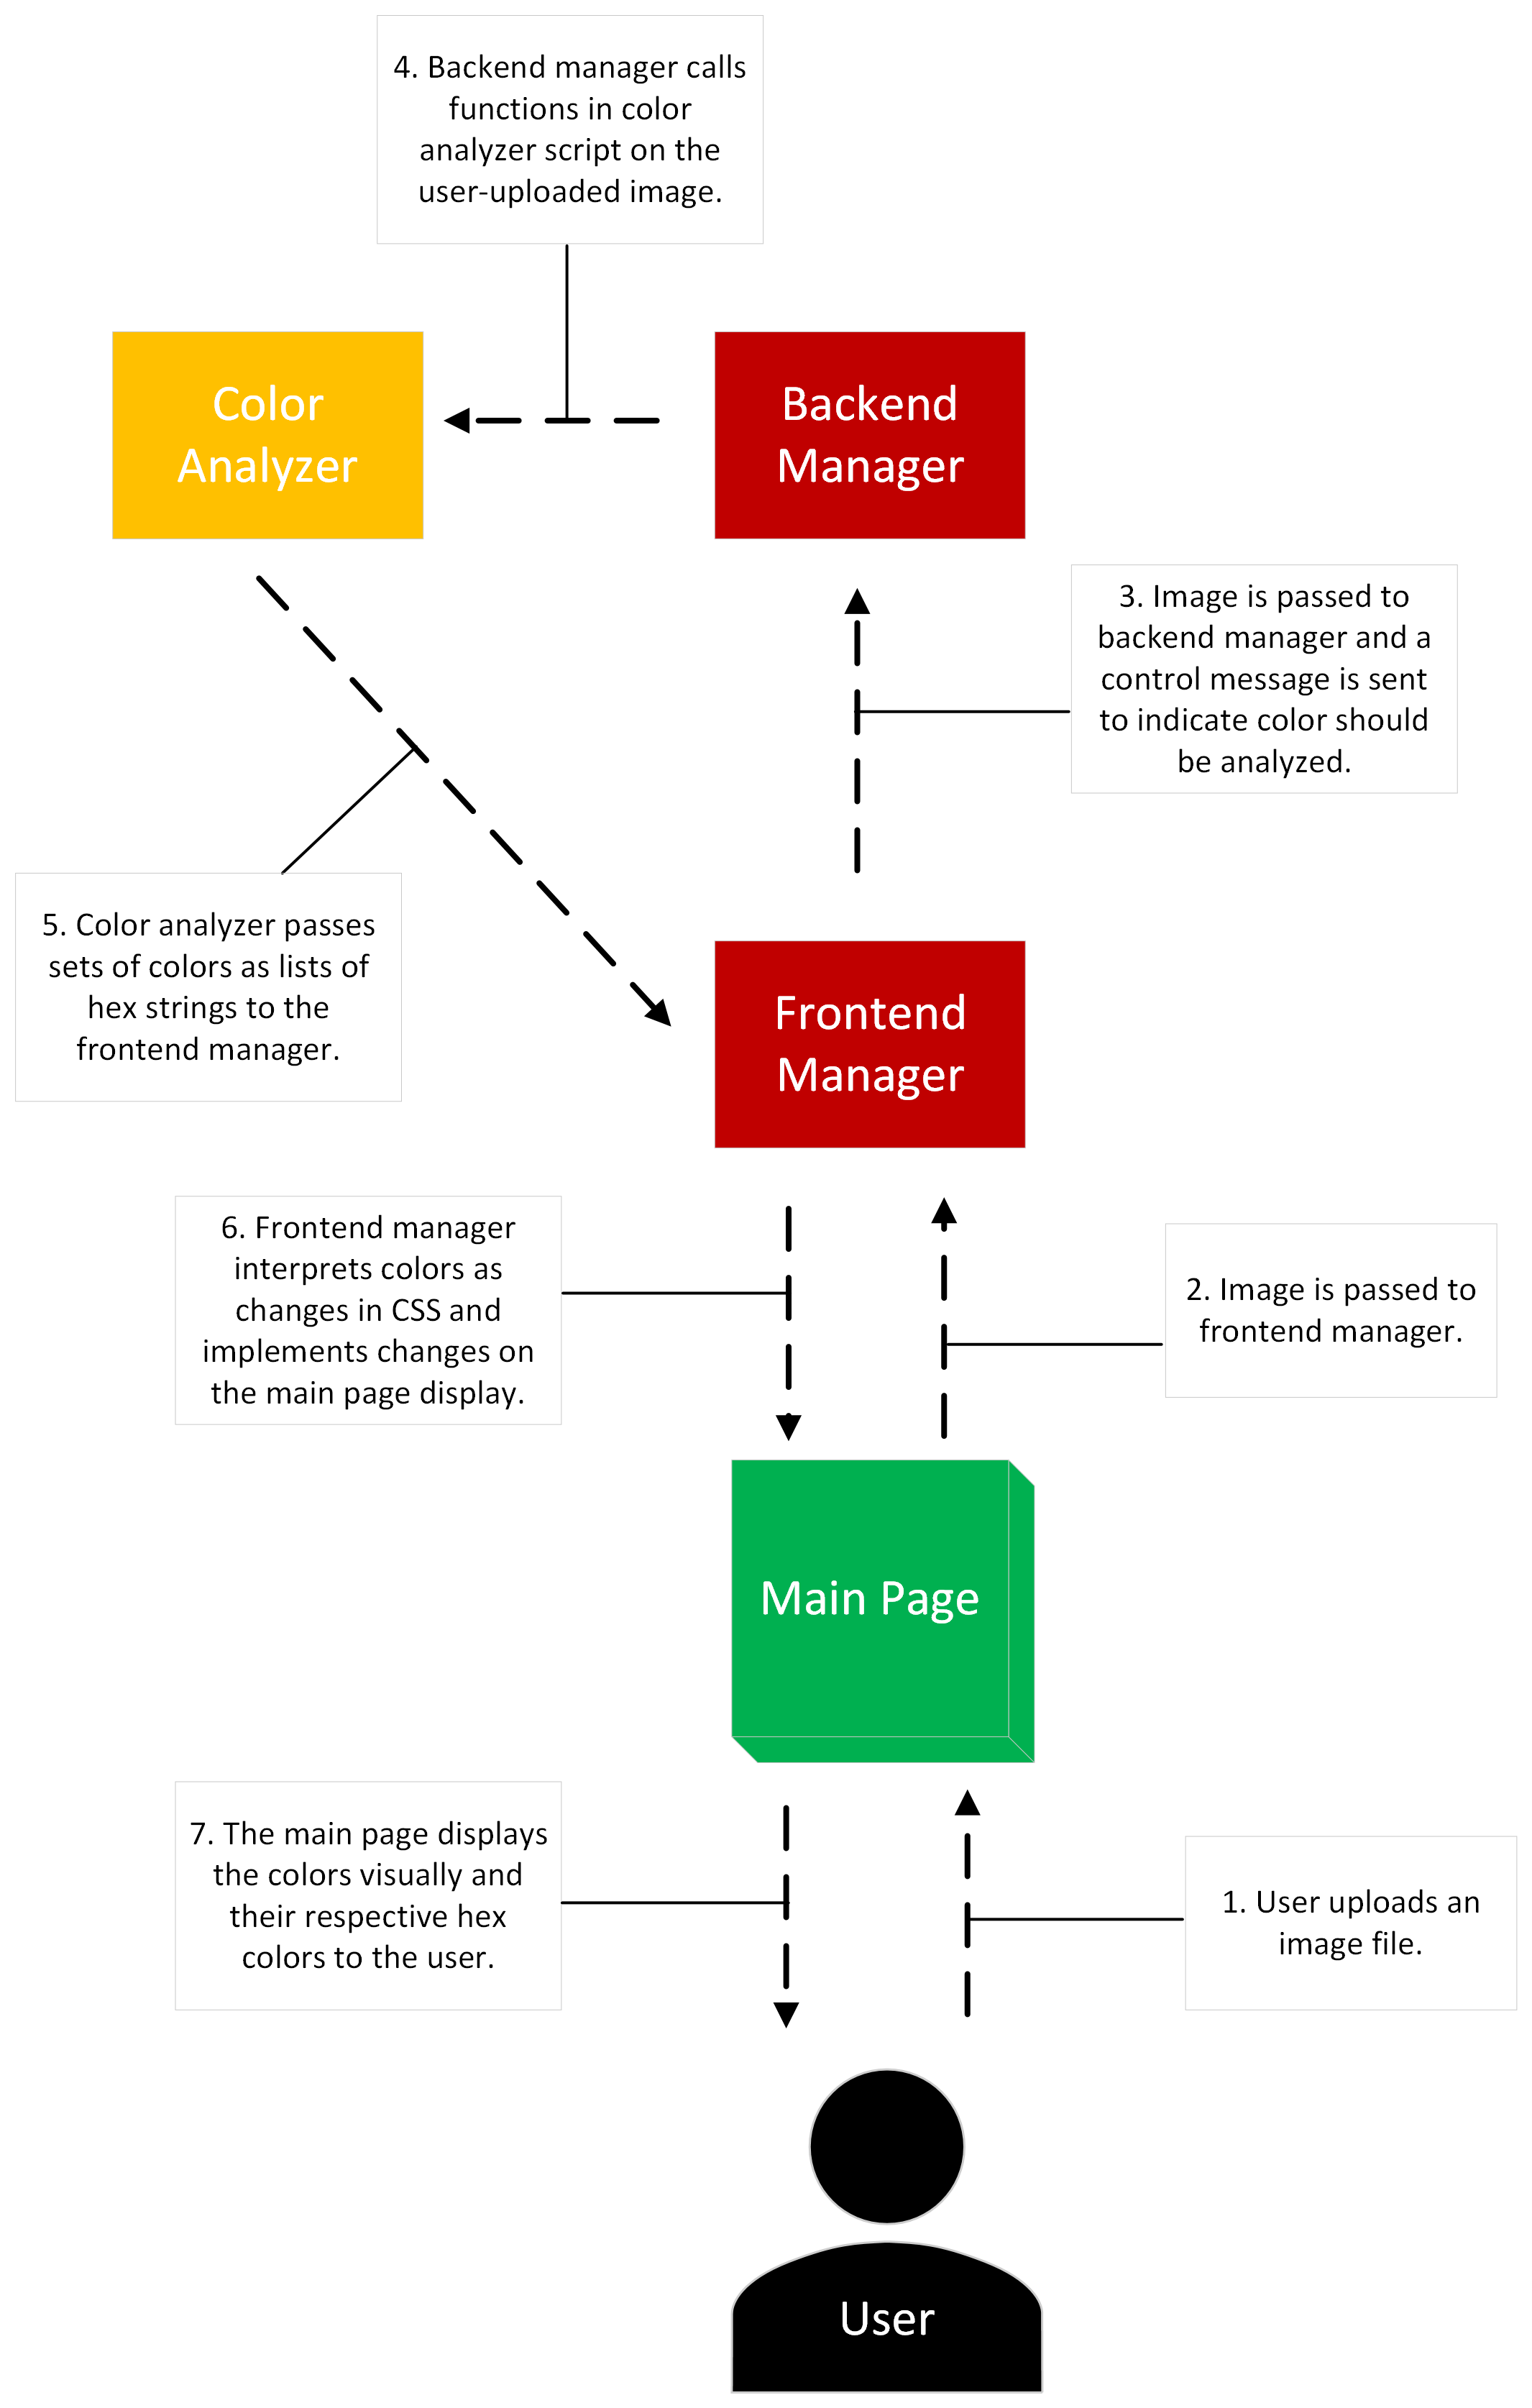 4. Backend manager calls
functions in color
analyzer script on the
user-uploaded image.
Color
Analyzer
Backend
Manager
3. Image is passed to
backend manager and a
control message is sent
to indicate color should
be analyzed.
5. Color analyzer passes
sets of colors as lists of
hex strings to the
frontend manager.
Frontend
Manager
6. Frontend manager
interprets colors as
changes in CSS and
implements changes on
the main page display.
2. Image is passed to
frontend manager.
Main Page
7. The main page displays
the colors visually and
their respective hex
colors to the user.
1. User uploads an
image file.
User